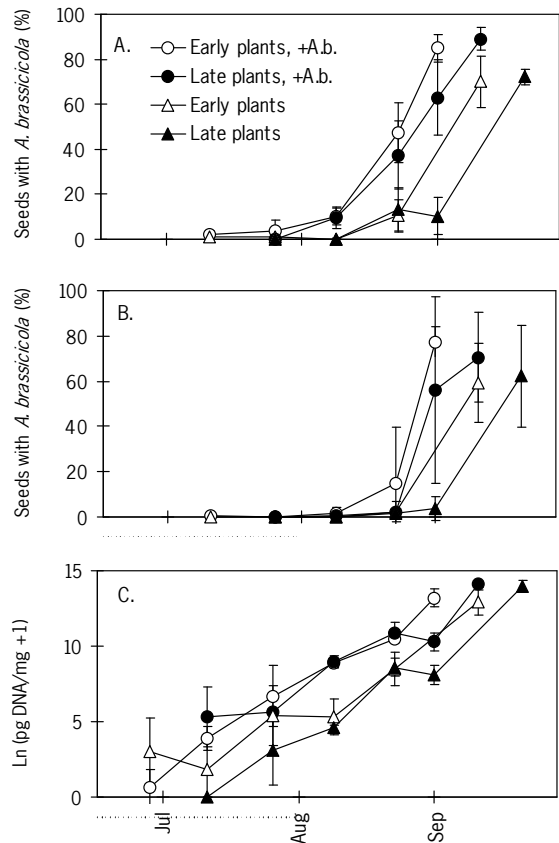 A.
Early plants, +A.b.
Late plants, +A.b.
Early plants
Late plants
Seeds with A. brassicicola (%)
100
80
60
40
20
0
B.
Seeds with A. brassicicola (%)
100
80
60
40
20
0
C.
Ln (pg DNA/mg +1)
15
10
5
0
Jul
Aug
Sep